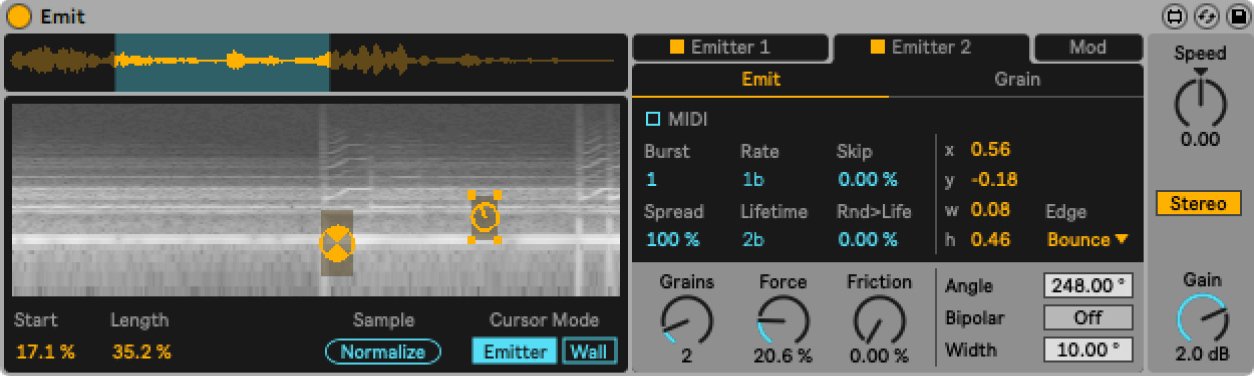 Emit
Emitter 1 Emitter 2 Mod
Emit Grain
MIDI
Burst Rate Skip
1 1b 0.00 %
Spread Lifetime Rnd>Life
100 % 2b 0.00 %
x 0.56
y -0.18
w 0.08
h 0.46
Edge
Bounce
Grains Force Friction
2 20.6 % 0.00 %
Angle 248.00 °
Bipolar Off
Width 10.00 °
Start Length Sample Cursor Mode
17.1 % 35.2 % Normalize Emitter Wall
Speed
0.00
Stereo
Gain
2.0 dB